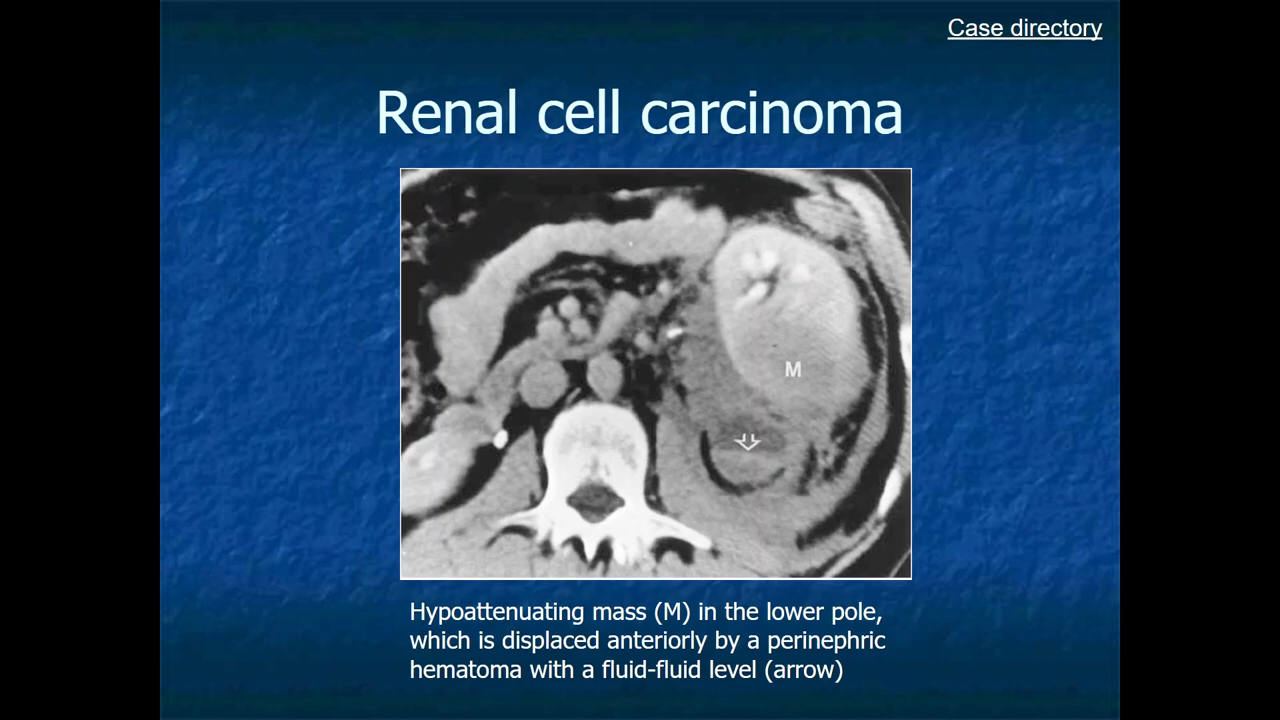 Case directory
Renal cell carcinoma
M
Hypoattenuating mass (M) in the lower pole,
which is displaced anteriorly by a perinephric
hematoma with a fluid-fluid level (arrow)